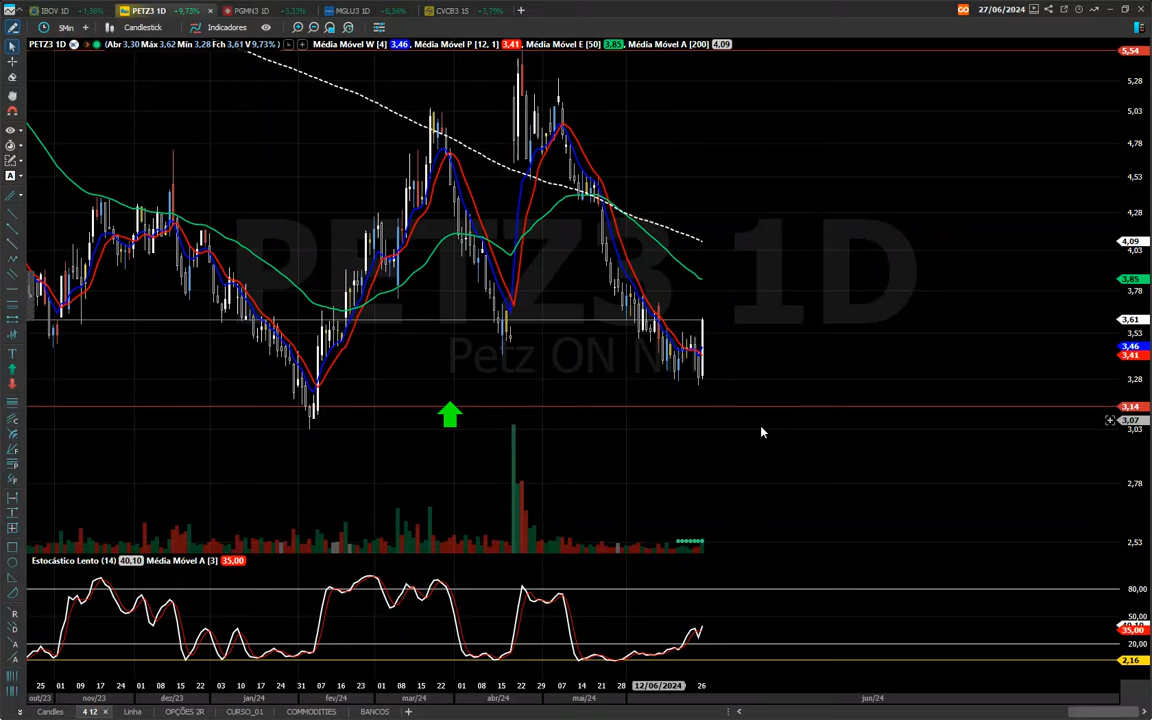 IBOV 1D +1,36% PETZ3 1D +9,73% × PGMN3 1D +5,33% MGLU3 1D +6,36% CVCB3 1S +5,79% +
27/06/2024
5Min + Candlestick Indicadores
PETZ3 1D (Abr 3,30 Máx 3,62 Mín 3,28 Fch 3,61 V 9,73%) Média Móvel W [4] 3,46, Média Móvel P [12, 1] 3,41, Média Móvel E [50] 3,85, Média Móvel A [200] 4,09
5,54
5,28
5,03
4,78
4,53
4,28
4,09
4,03
3,85
3,78
3,61
3,53
3,46
3,41
3,28
3,14
3,07
3,03
2,78
2,53
PETZ3 1D
Petz ON N
Estocástico Lento (14) 40,10 Média Móvel A [3] 35,00
80,00
50,00
35,00
20,00
2,16
25 01 09 17 24 01 08 15 22 03 10 17 24 01 07 16 23 01 08 15 22 01 08 15 22 29 07 14 21 28 12/06/2024 26
out/23 nov/23 dez/23 jan/24 fev/24 mar/24 abr/24 mai/24 jun/24
Candles 4 12 × Linha OPÇÕES 2R CURSO_01 COMMODITIES BANCOS +